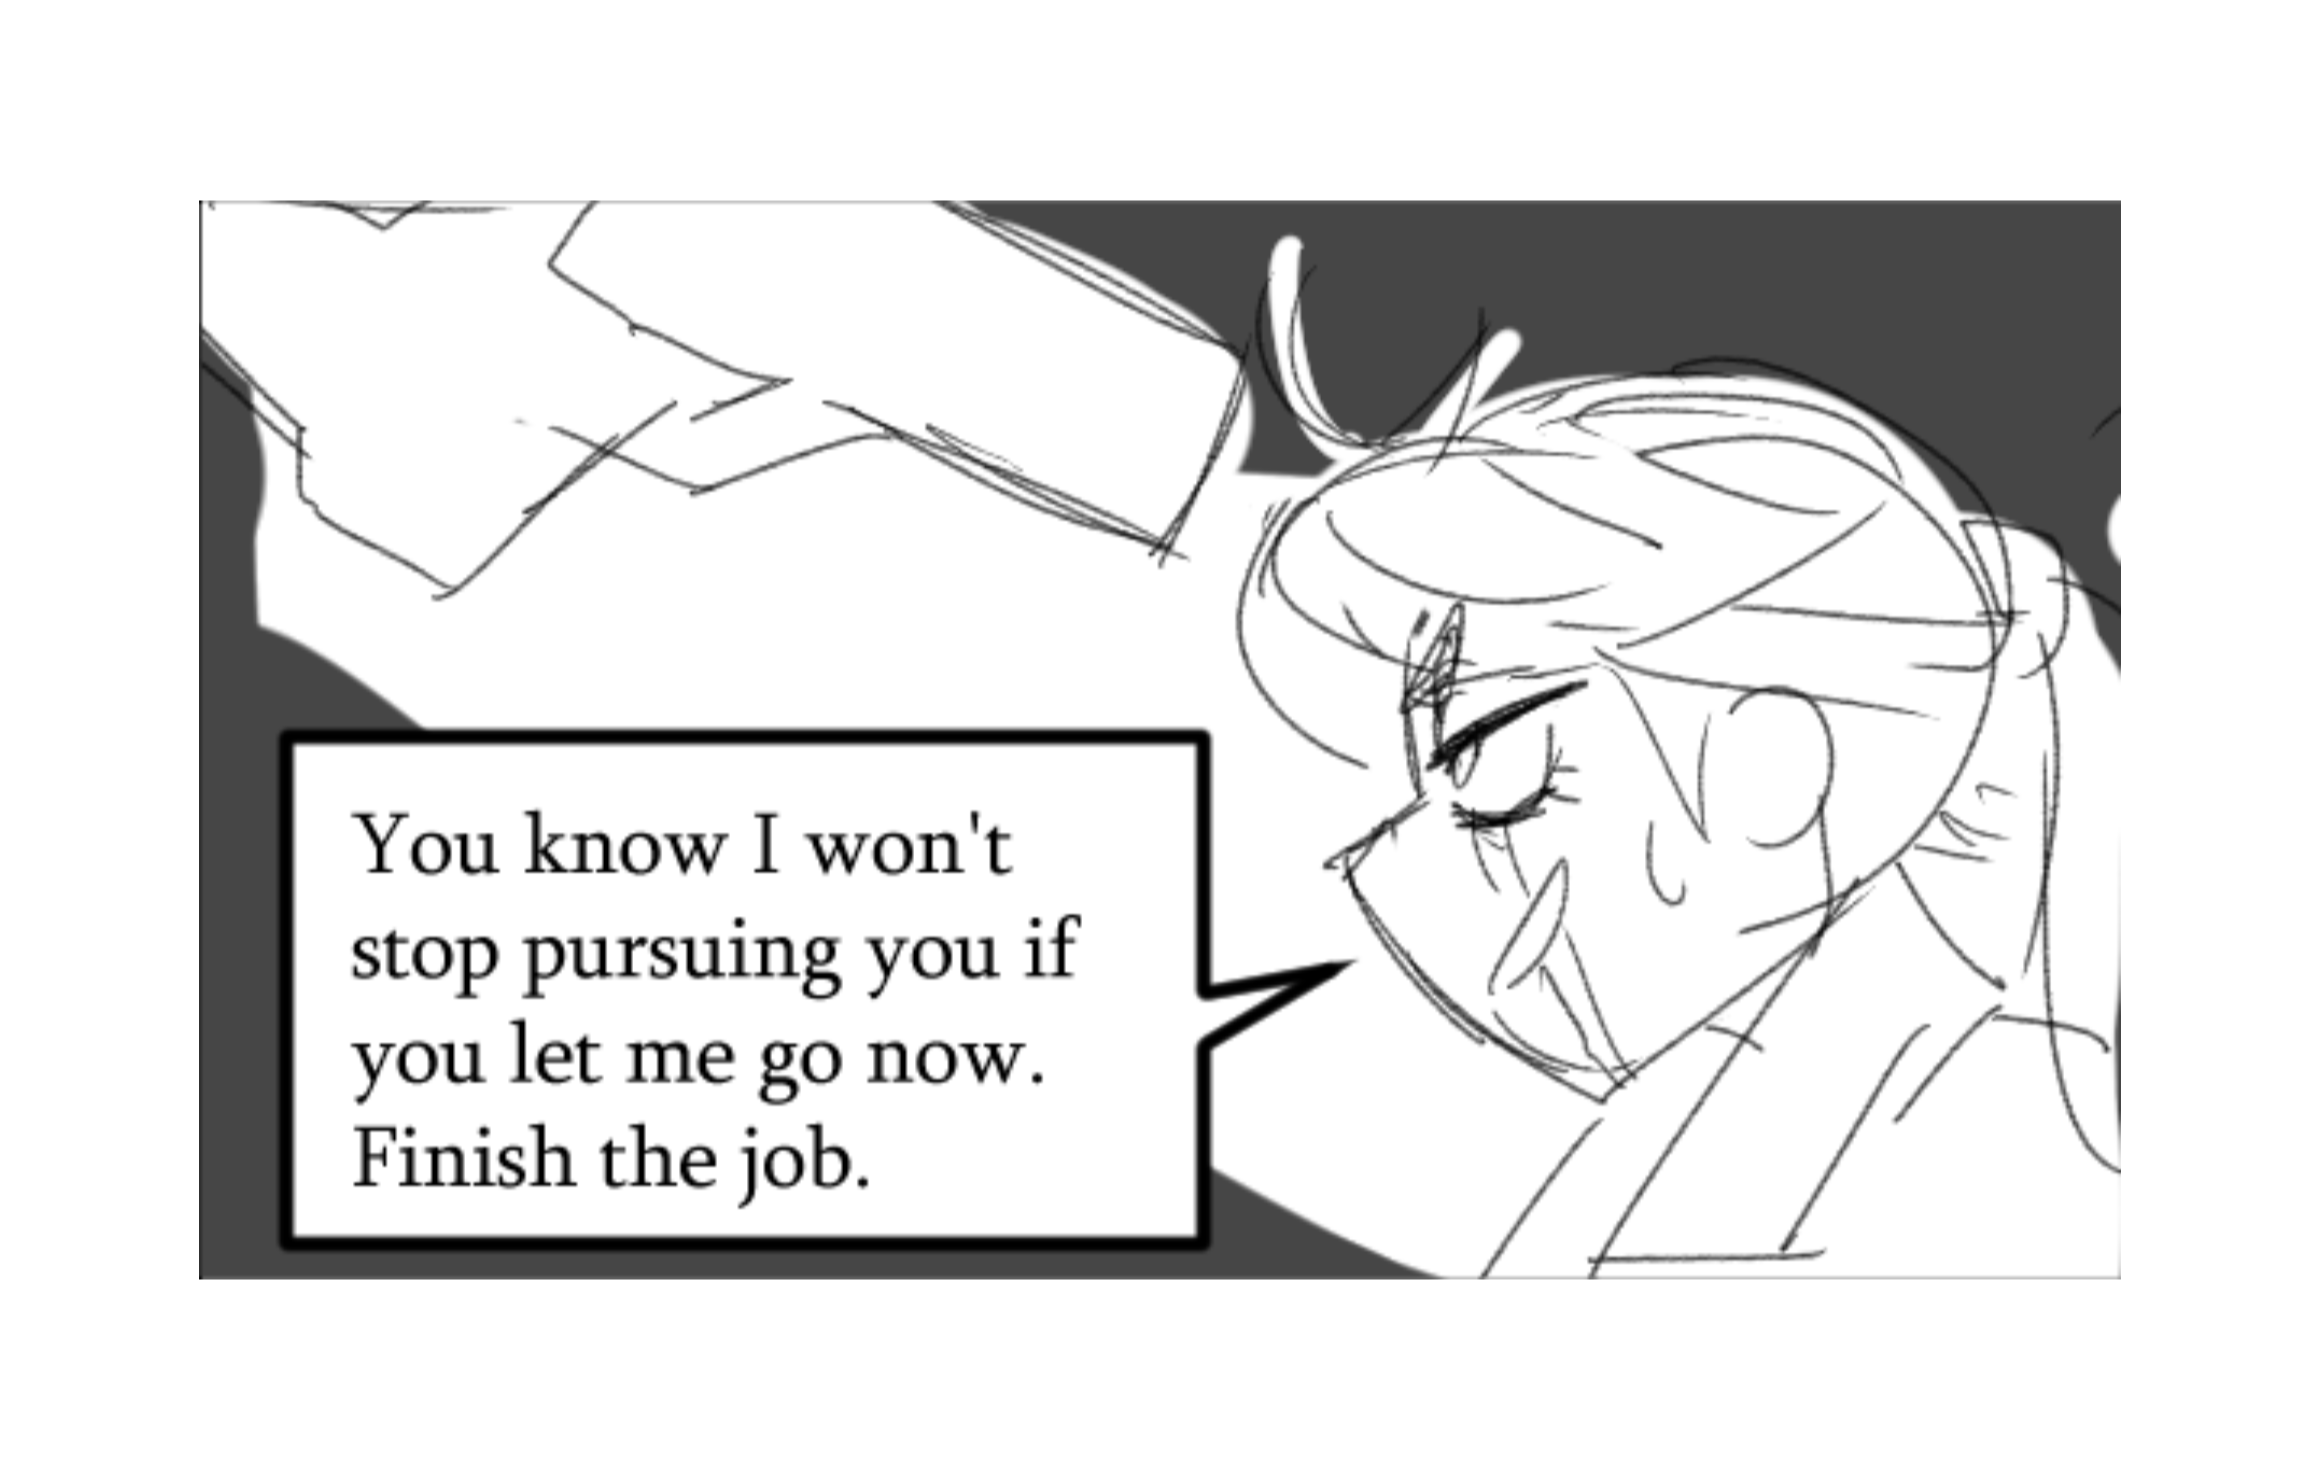 You know I won't
stop pursuing you if
you let me go now.
Finish the job.